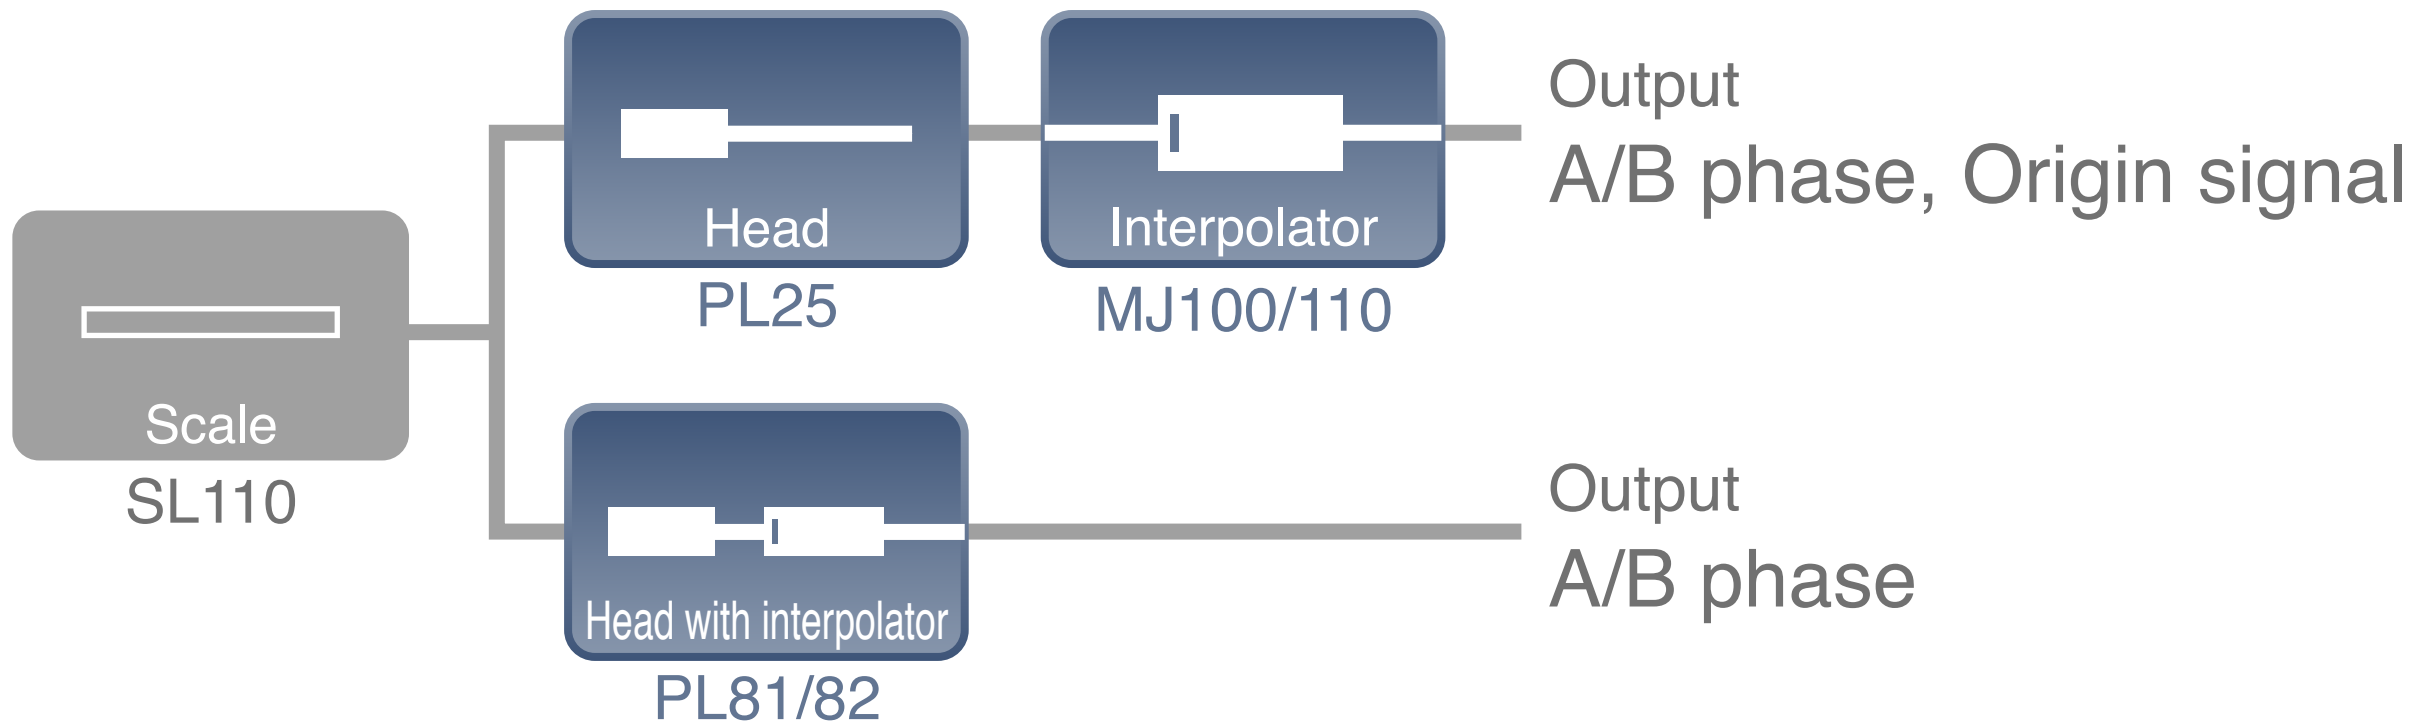 Scale
SL110
Head
PL25
Interpolator
MJ100/110
Output
A/B phase, Origin signal
Head with interpolator
PL81/82
Output
A/B phase